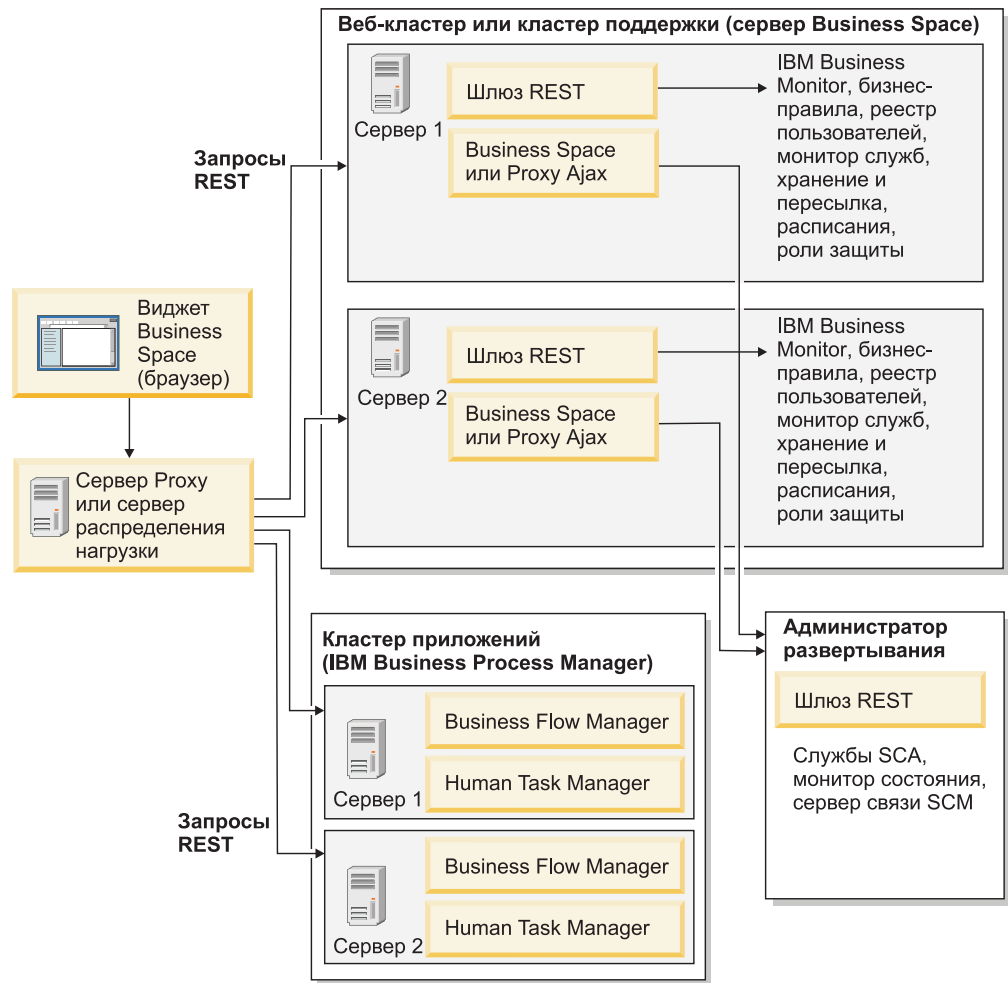 Веб-кластер или кластер поддержки (сервер Business Space)
Сервер 1
Шлюз REST
Business Space
или Proxy Ajax
IBM Business
Monitor, бизнес-
правила, реестр
пользователей,
монитор служб,
хранение и
пересылка,
расписания,
роли защиты
Запросы
REST
Виджет
Business
Space
(браузер)
Сервер 2
Шлюз REST
Business Space
или Proxy Ajax
IBM Business
Monitor, бизнес-
правила, реестр
пользователей,
монитор служб,
хранение и
пересылка,
расписания,
роли защиты
Сервер Proxy
или сервер
распределения
нагрузки
Кластер приложений
(IBM Business Process Manager)
Business Flow Manager
Human Task Manager
Сервер 1
Запросы
REST
Business Flow Manager
Human Task Manager
Сервер 2
Администратор
развертывания
Шлюз REST
Службы SCA,
монитор состояния,
сервер связи SCM